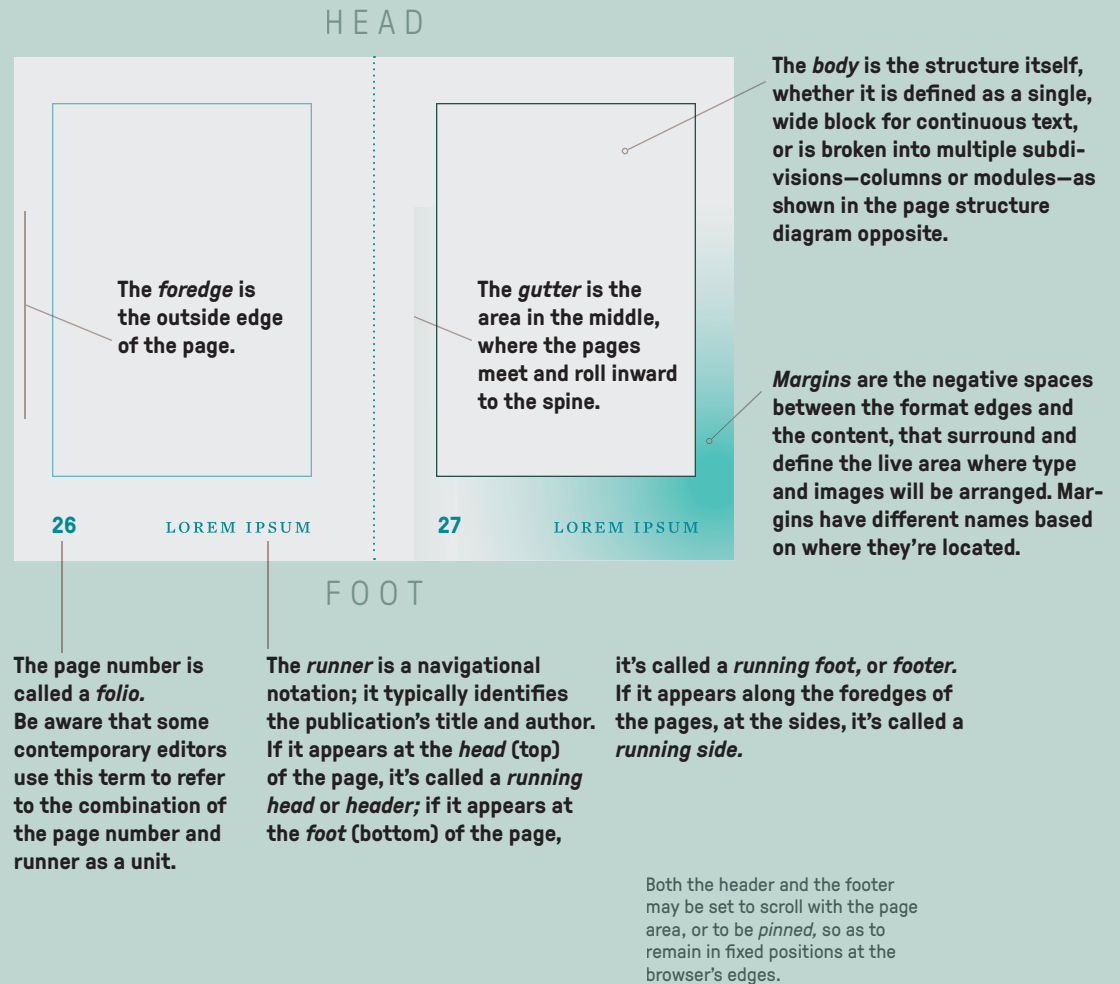 HEAD
The body is the structure itself,
whether it is defined as a single,
wide block for continuous text,
or is broken into multiple subdi-
visions—columns or modules—as
shown in the page structure
diagram opposite.
The foredge is
the outside edge
of the page.
The gutter is the
area in the middle,
where the pages
meet and roll inward
to the spine.
Margins are the negative spaces
between the format edges and
the content, that surround and
define the live area where type
and images will be arranged. Mar-
gins have different names based
on where they’re located.
26
LOREM IPSUM
27
LOREM IPSUM
FOOT
The page number is
called a folio.
Be aware that some
contemporary editors
use this term to refer
to the combination of
the page number and
runner as a unit.
The runner is a navigational
notation; it typically identifies
the publication’s title and author.
If it appears at the head (top)
of the page, it’s called a running
head or header; if it appears at
the foot (bottom) of the page,
it’s called a running foot, or footer.
If it appears along the foredges of
the pages, at the sides, it’s called a
running side.
Both the header and the footer
may be set to scroll with the page
area, or to be pinned, so as to
remain in fixed positions at the
browser’s edges.